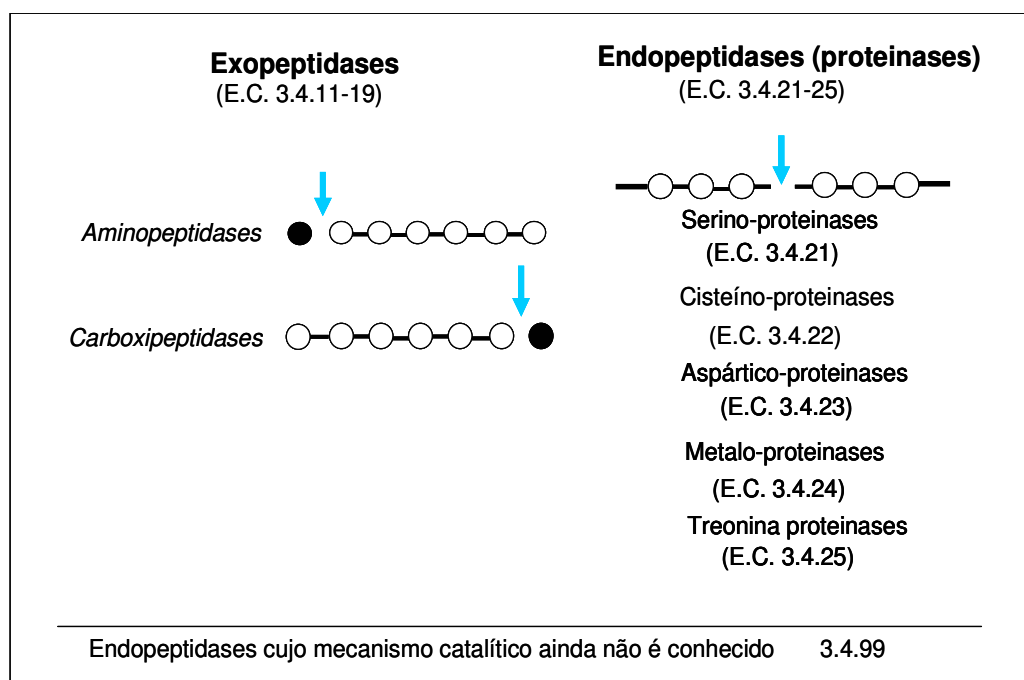 Exopeptidases
(E.C. 3.4.11-19)
Aminopeptidases
Carboxipeptidases
Endopeptidases (proteinases)
(E.C. 3.4.21-25)
Serino-proteinases
(E.C. 3.4.21)
Cisteíno-proteinases
(E.C. 3.4.22)
Aspártico-proteinases
(E.C. 3.4.23)
Metalo-proteinases
(E.C. 3.4.24)
Treonina proteinases
(E.C. 3.4.25)
Endopeptidases cujo mecanismo catalítico ainda não é conhecido 3.4.99